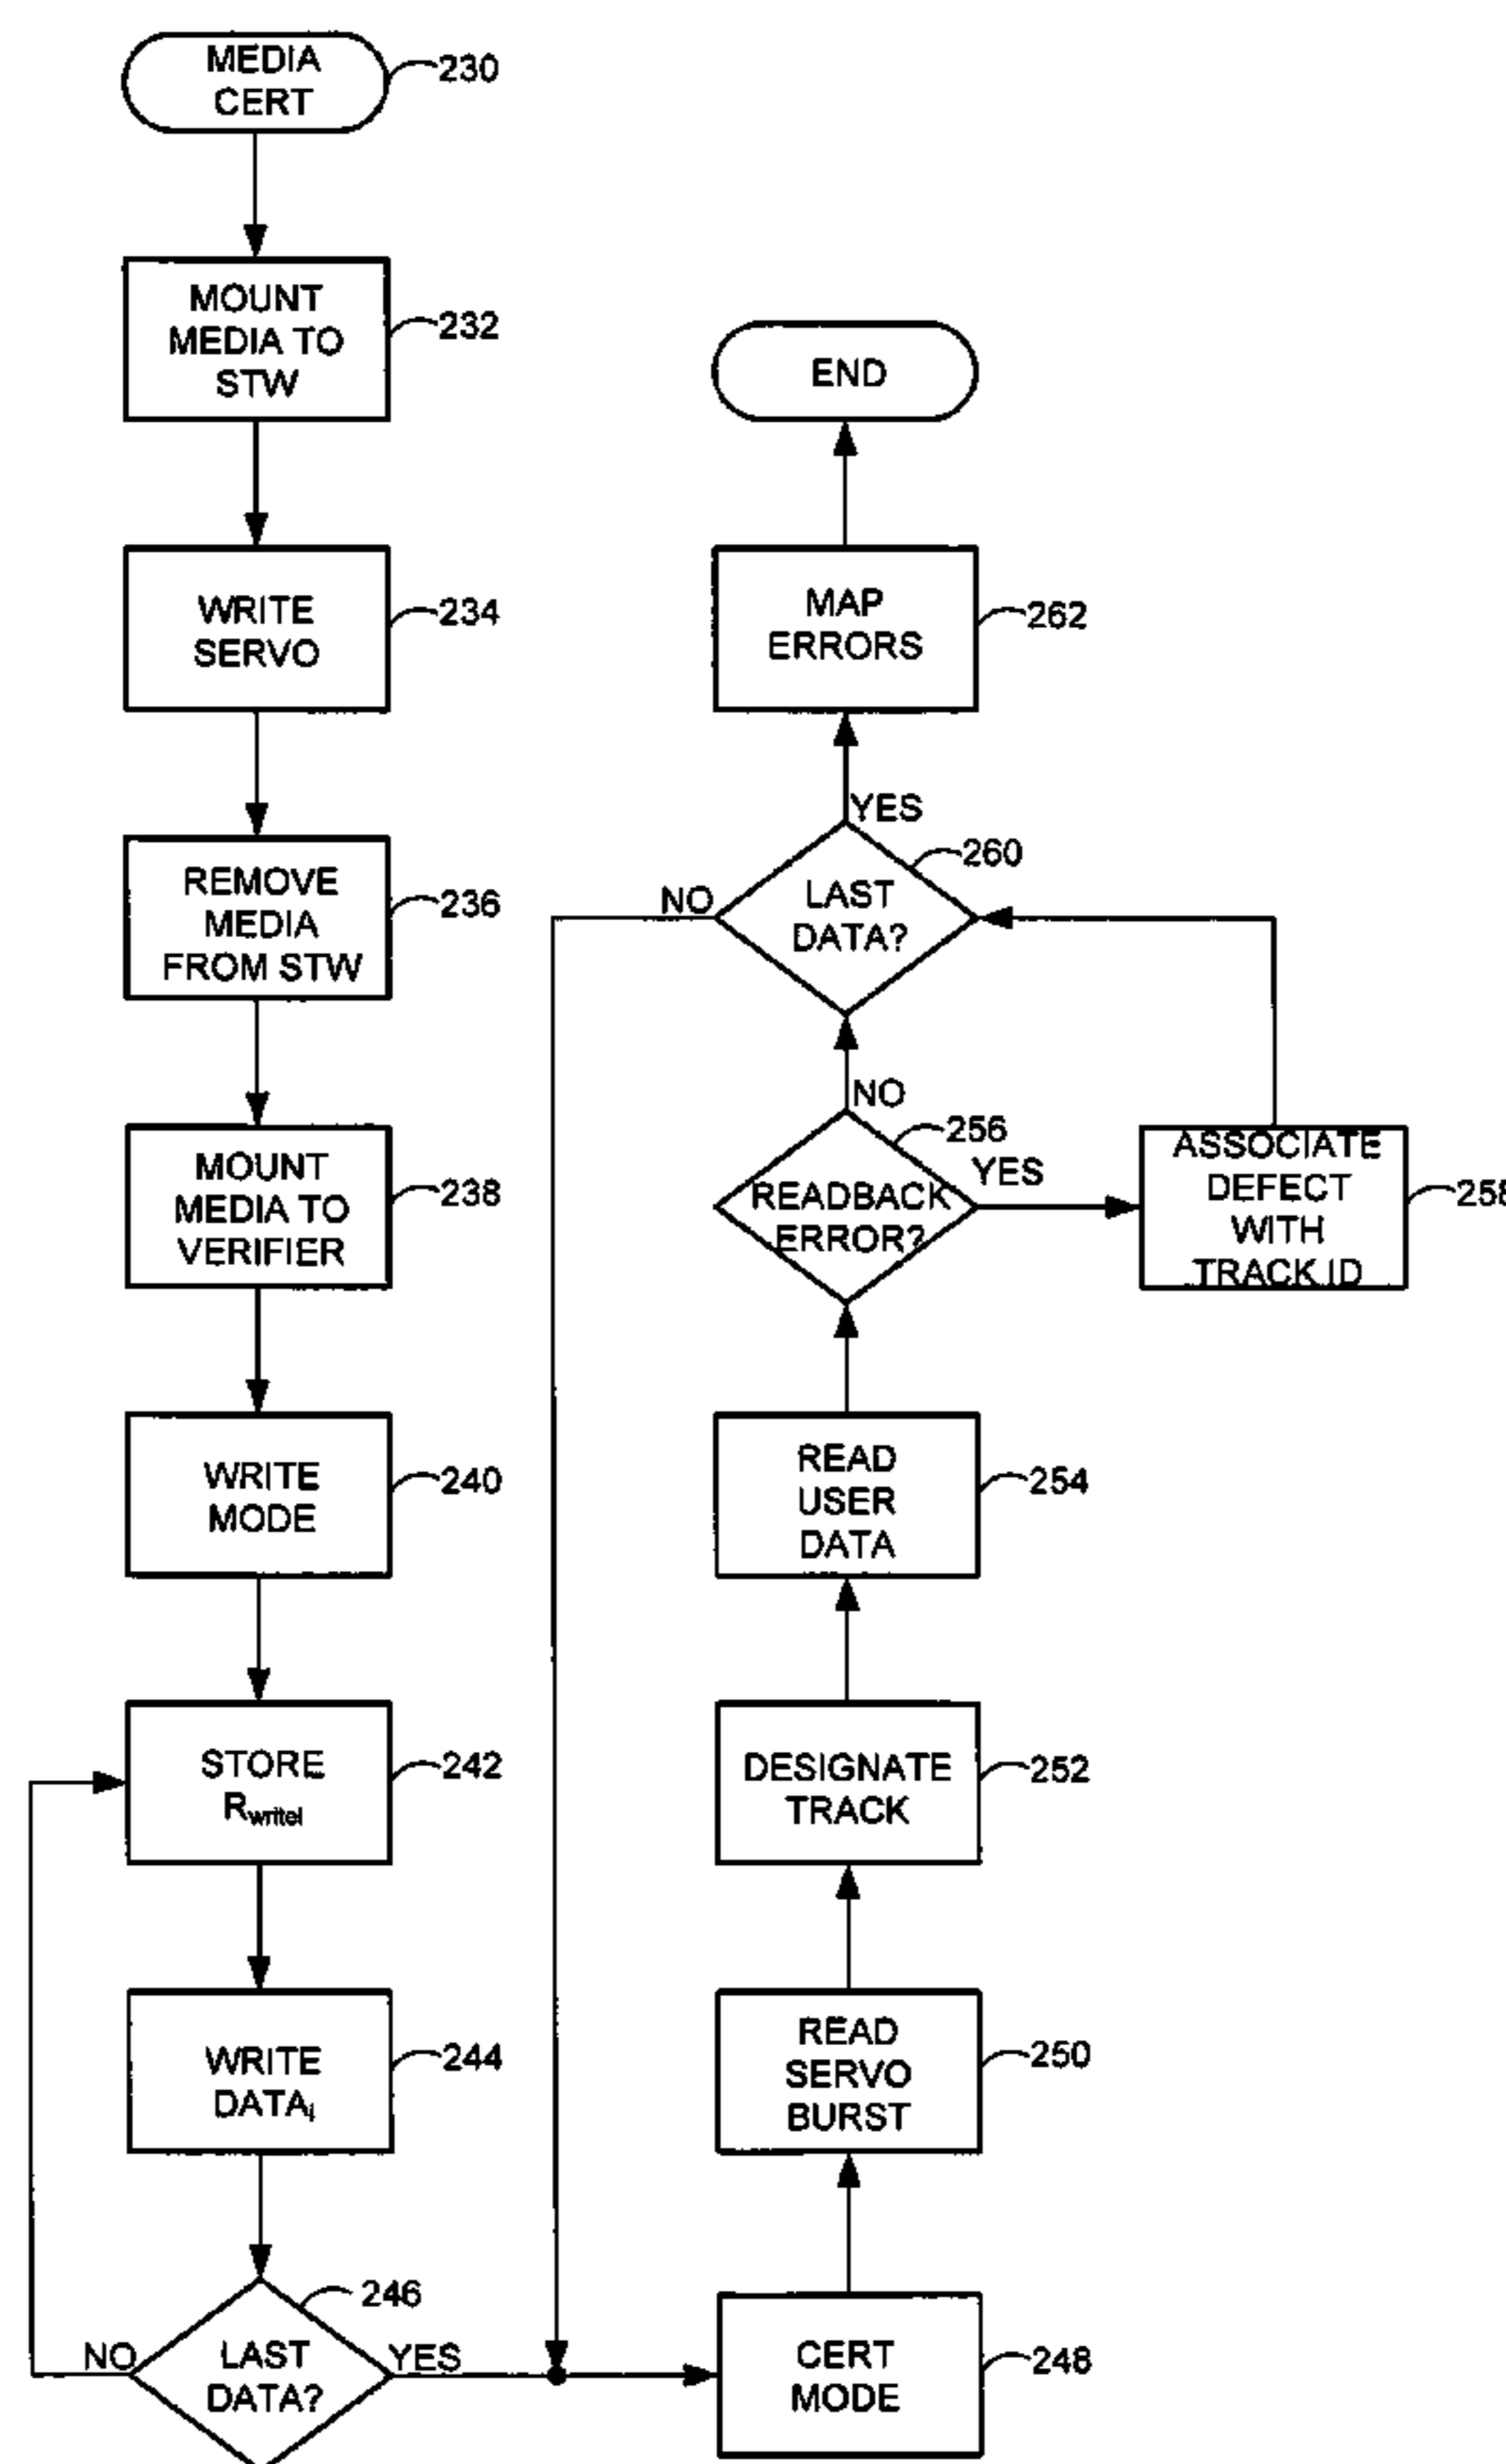 MEDIA
CERT
230
MOUNT
MEDIA TO
STW
232
WRITE
SERVO
234
REMOVE
MEDIA
FROM STW
236
MOUNT
MEDIA TO
VERIFIER
238
WRITE
MODE
240
STORE
Rwritei
242
WRITE
DATAi
244
LAST
DATA?
246
NO
YES
CERT
MODE
248
READ
SERVO
BURST
250
DESIGNATE
TRACK
252
READ
USER
DATA
254
READBACK
ERROR?
256
YES
NO
ASSOCIATE
DEFECT
WITH
TRACK ID
258
LAST
DATA?
260
NO
YES
MAP
ERRORS
262
END